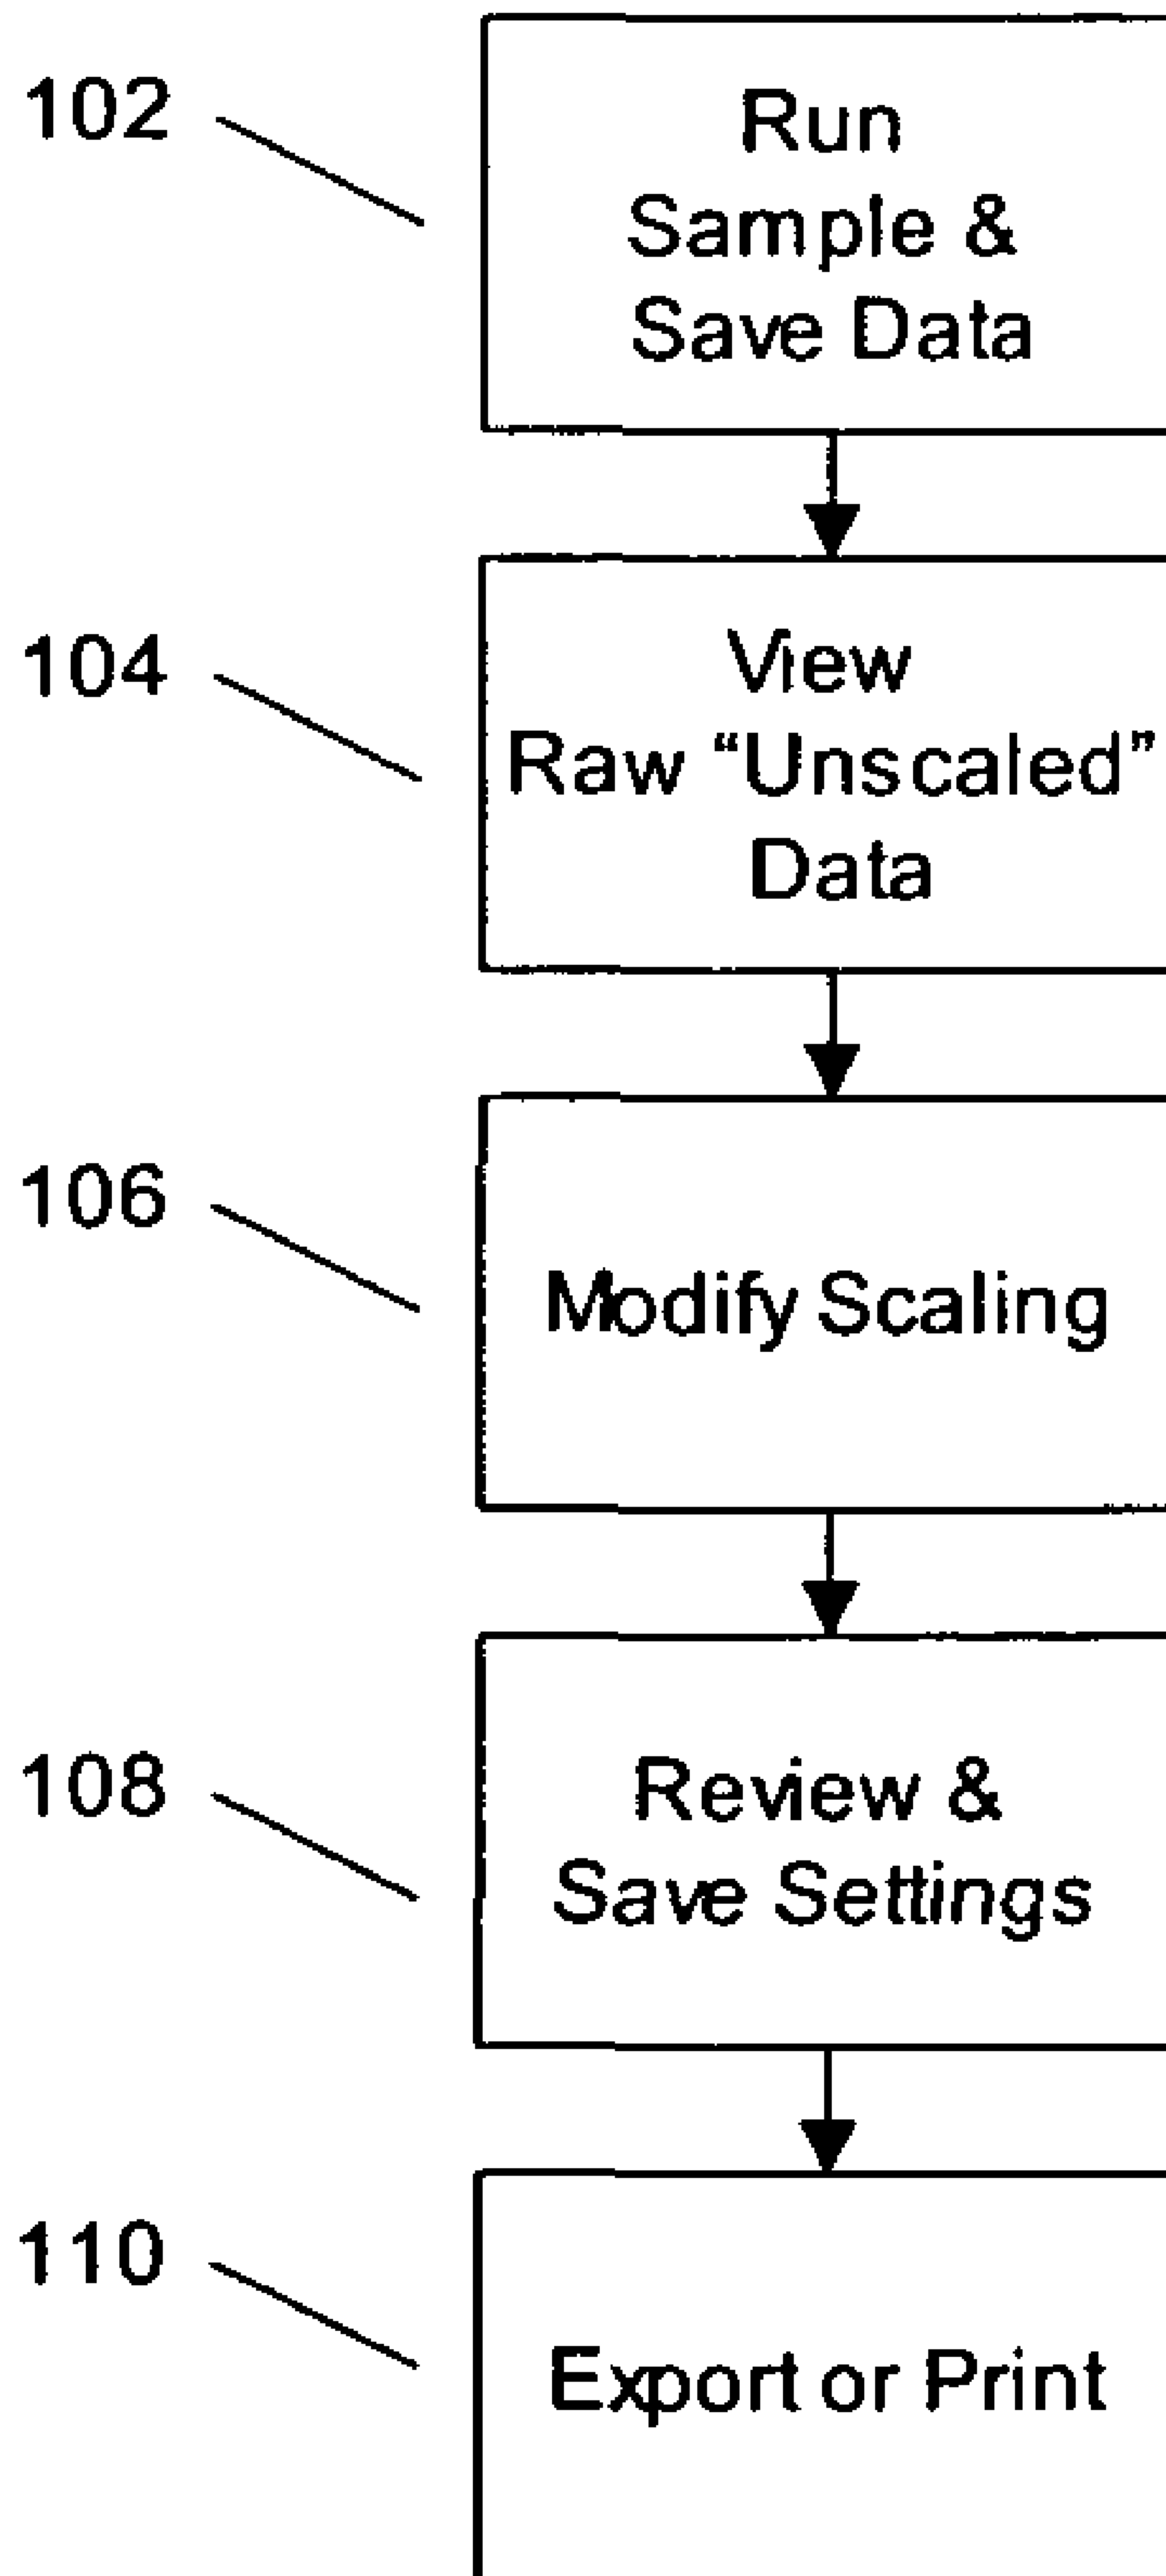 102
Run
Sample &
Save Data
104
View
Raw “Unscaled”
Data
106
Modify Scaling
108
Review &
Save Settings
110
Export or Print